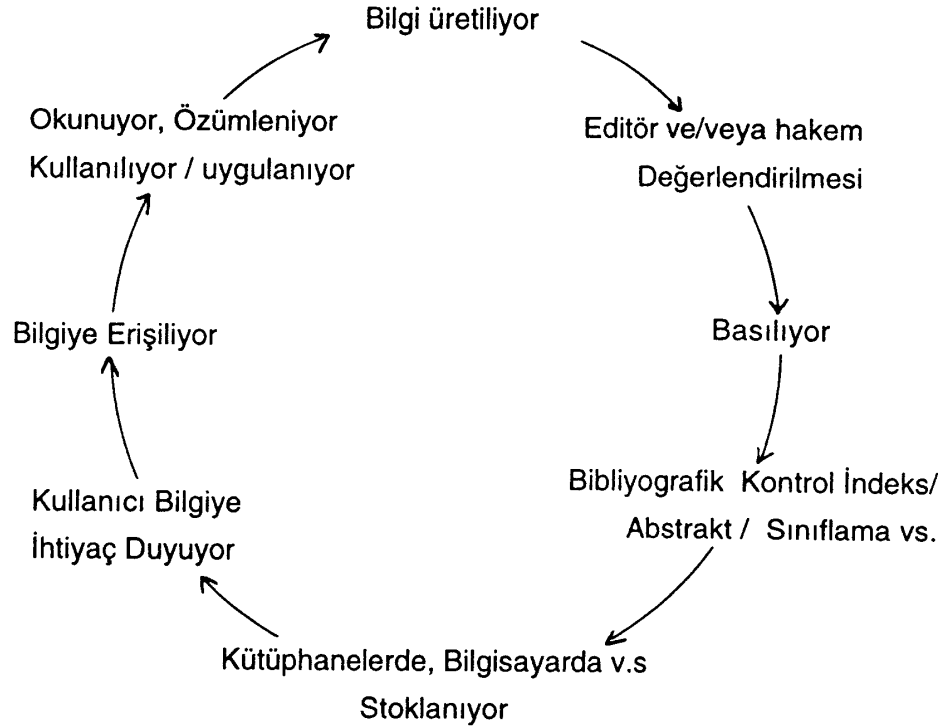 Bilgi üretiliyor
Editör ve/veya hakem
Değerlendirilmesi
Basılıyor
Bibliyografik Kontrol İndeks/
Abstrakt / Sınıflama vs.
Kütüphanelerde, Bilgisayarda v.s
Stoklanıyor
Kullanıcı Bilgiye
İhtiyaç Duyuyor
Bilgiye Erişiliyor
Okunuyor, Özümleniyor
Kullanılıyor / uygulanıyor